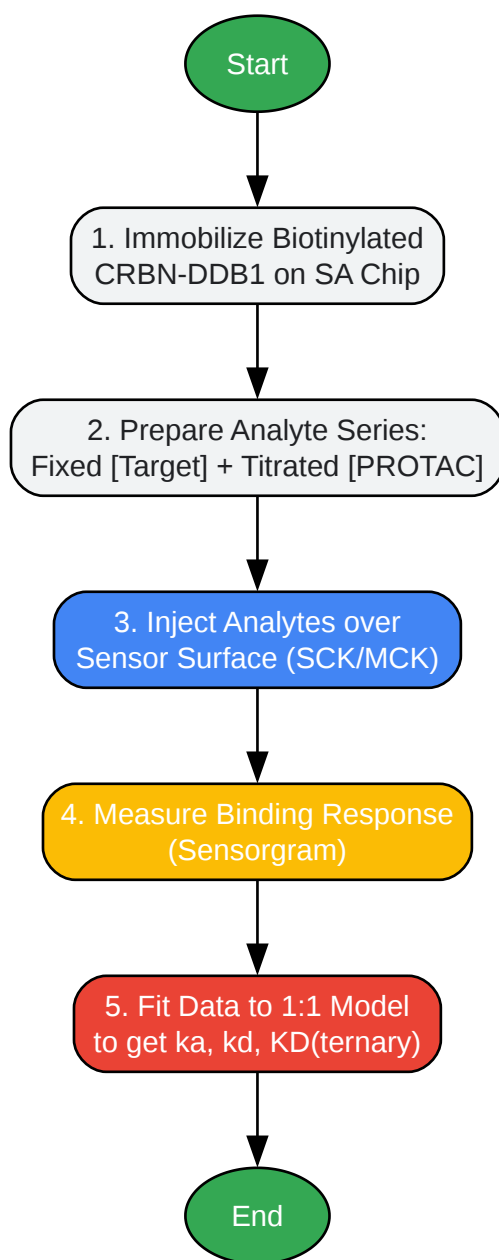 Start
1. Immobilize Biotinylated
CRBN-DDB1 on SA Chip
2. Prepare Analyte Series:
Fixed [Target] + Titrated [PROTAC]
3. Inject Analytes over
Sensor Surface (SCK/MCK)
4. Measure Binding Response
(Sensorgram)
5. Fit Data to 1:1 Model
to get ka, kd, KD(ternary)
End